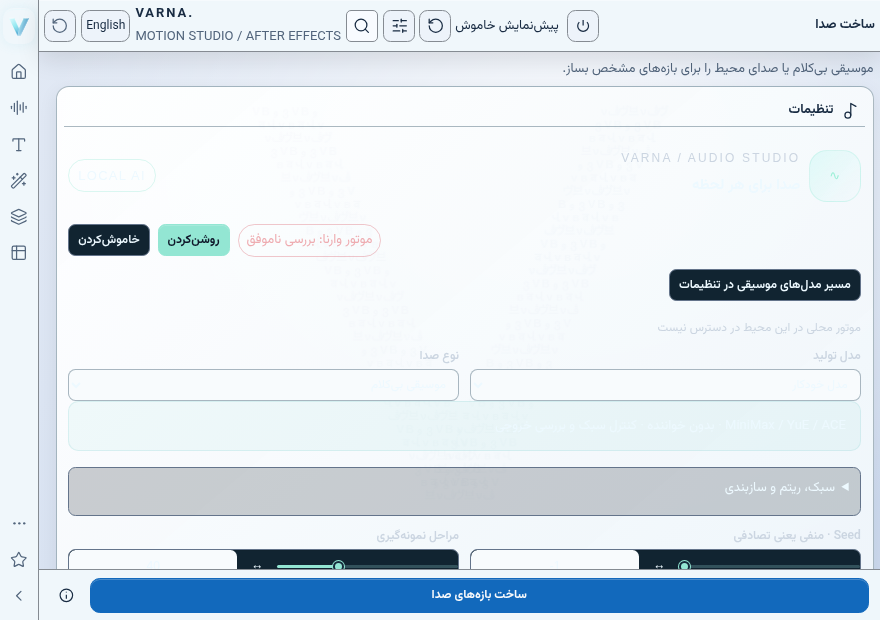 ساخت صدا
پیش‌نمایش خاموش
VARNA.
MOTION STUDIO / AFTER EFFECTS
English
موسیقی بی‌کلام یا صدای محیط را برای بازه‌های مشخص بساز.
تنظیمات
VARNA / AUDIO STUDIO
LOCAL AI
موتور وارنا: بررسی ناموفق
روشن‌کردن
خاموش‌کردن
مسیر مدل‌های موسیقی در تنظیمات
موتور محلی در این محیط در دسترس نیست
مدل تولید
نوع صدا
MiniMax / YuE / ACE
سبک، ریتم و سازبندی
Seed · منفی یعنی تصادفی
مراحل نمونه‌گیری
ساخت بازه‌های صدا